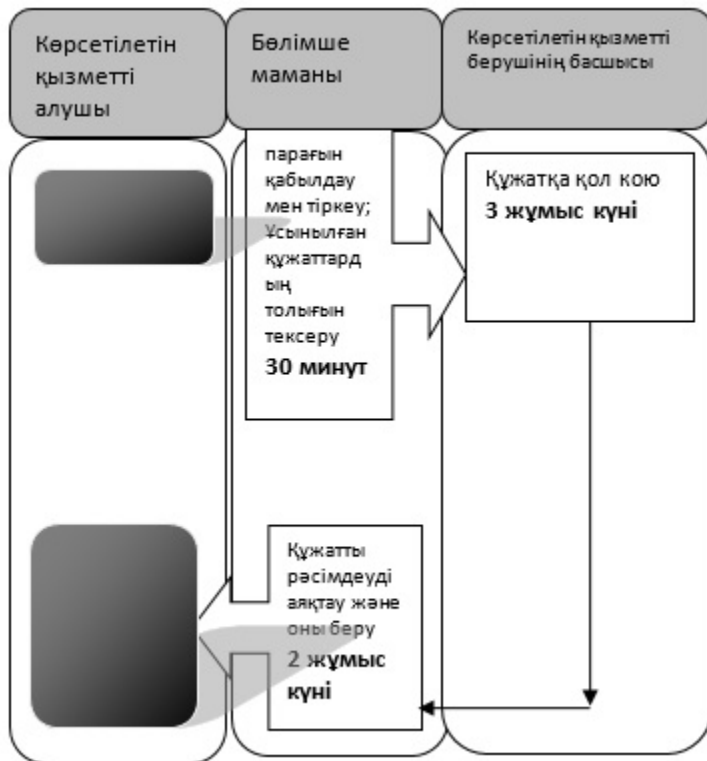 Көрсетілетін
қызметті
алушы
Бөлімше
маманы
Көрсетілетін қызметті
берушінің басшысы
парағын
қабылдау
мен тіркеу;
Ұсынылған
құжаттард
ың
толығын
тексеру
30 минут
Құжатқа қол кою
3 жұмыс күні
Құжатты
рәсімдеуді
аяқтау және
оны беру
2 жұмыс
күні